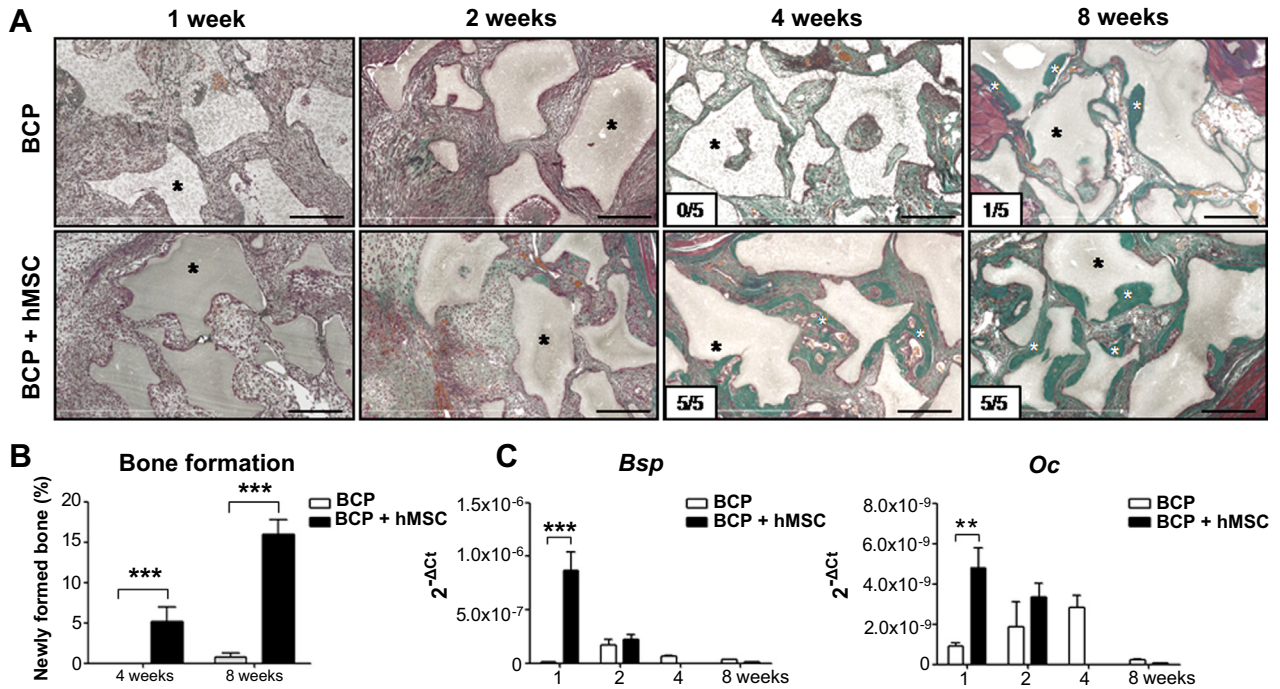 A
1 week 2 weeks 4 weeks 8 weeks
BCP
* * * * * * *
0/5 1/5
BCP + hMSC
* * * * * * * * *
5/5 5/5
B
Bone formation
Newly formed bone (%)
20
15
10
5
0
*** ***
4 weeks 8 weeks
BCP
BCP + hMSC
C
Bsp
2^-ΔCt
1.5x10^-6
1.0x10^-6
5.0x10^-7
0
***
1 2 4 8 weeks
BCP
BCP + hMSC
Oc
2^-ΔCt
8.0x10^-9
6.0x10^-9
4.0x10^-9
2.0x10^-9
0
**
1 2 4 8 weeks
BCP
BCP + hMSC